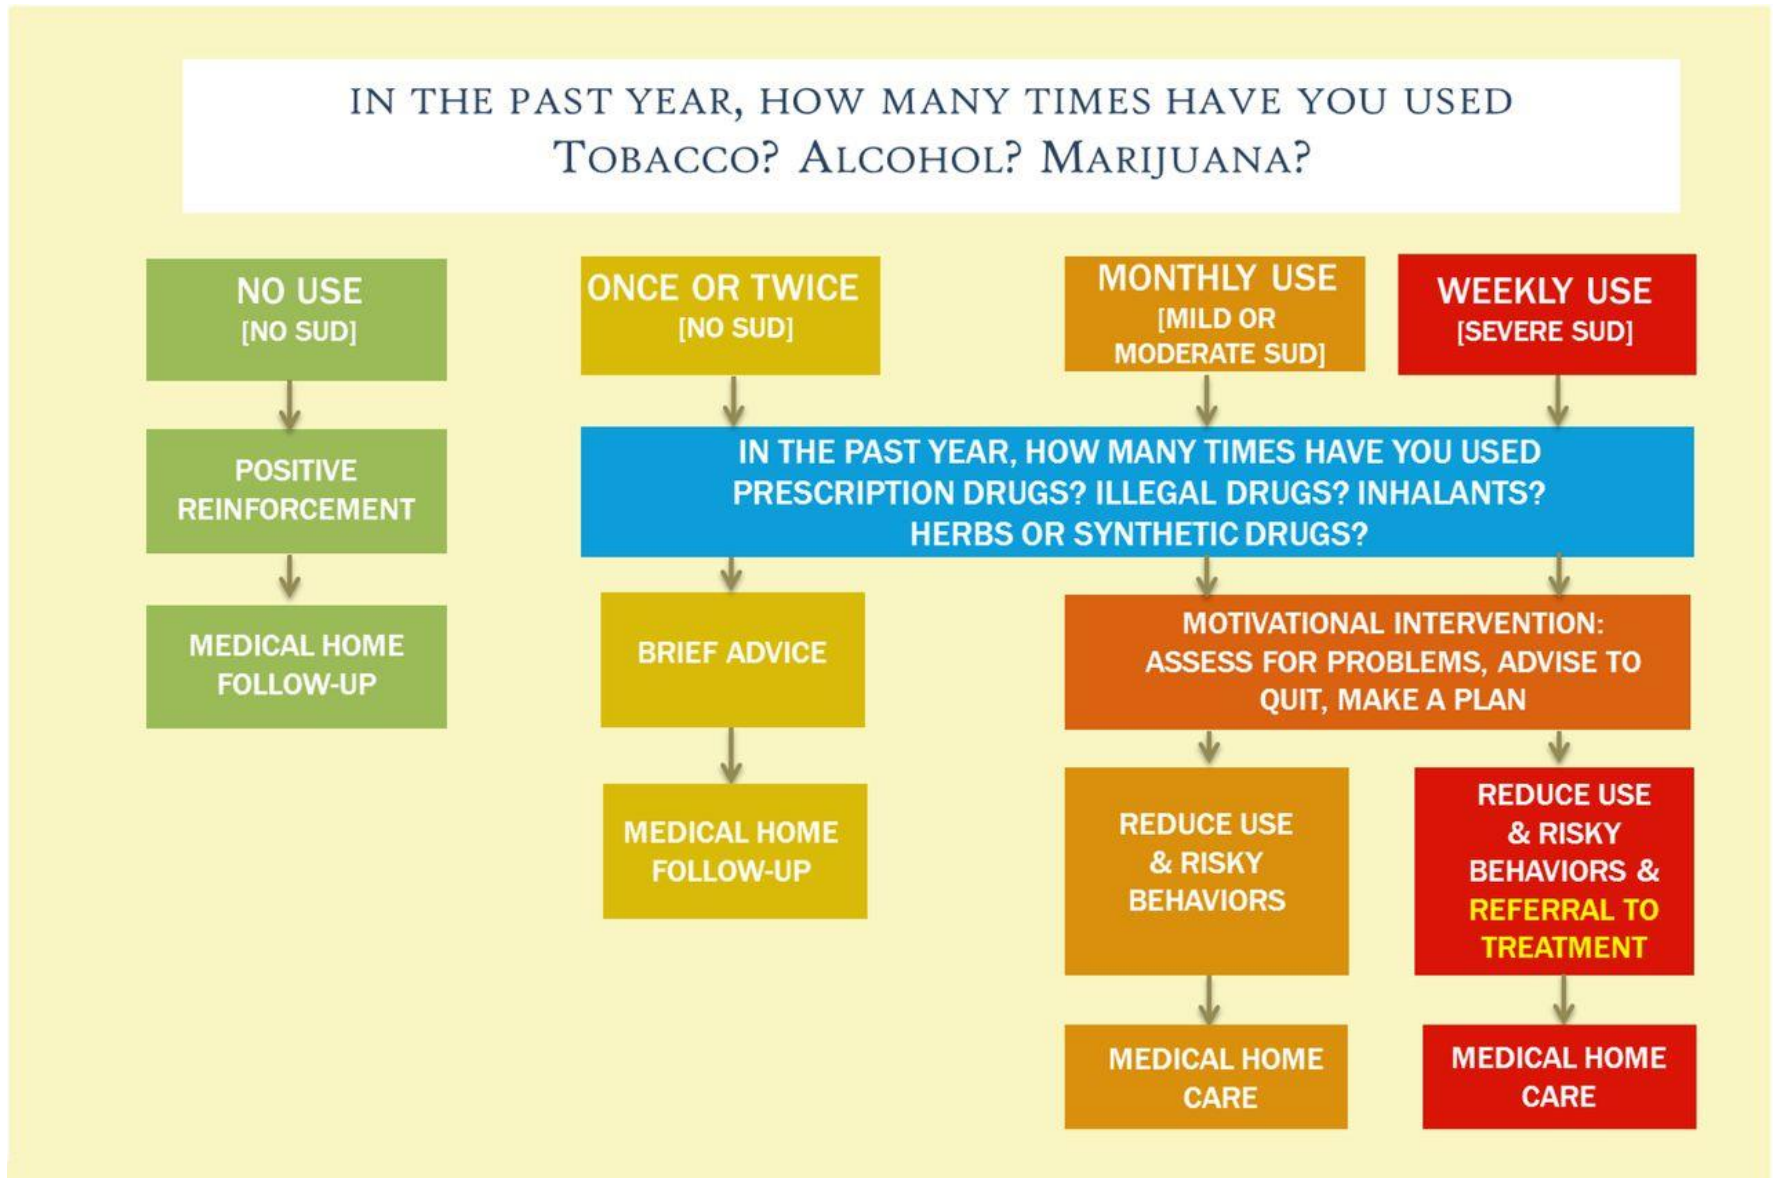 IN THE PAST YEAR, HOW MANY TIMES HAVE YOU USED
TOBACCO? ALCOHOL? MARIJUANA?
NO USE
[NO SUD]
ONCE OR TWICE
[NO SUD]
MONTHLY USE
[MILD OR
MODERATE SUD]
WEEKLY USE
[SEVERE SUD]
POSITIVE
REINFORCEMENT
IN THE PAST YEAR, HOW MANY TIMES HAVE YOU USED
PRESCRIPTION DRUGS? ILLEGAL DRUGS? INHALANTS?
HERBS OR SYNTHETIC DRUGS?
MEDICAL HOME
FOLLOW-UP
BRIEF ADVICE
MOTIVATIONAL INTERVENTION:
ASSESS FOR PROBLEMS, ADVISE TO
QUIT, MAKE A PLAN
MEDICAL HOME
FOLLOW-UP
REDUCE USE
& RISKY
BEHAVIORS
REDUCE USE
& RISKY
BEHAVIORS &
REFERRAL TO
TREATMENT
MEDICAL HOME
CARE
MEDICAL HOME
CARE